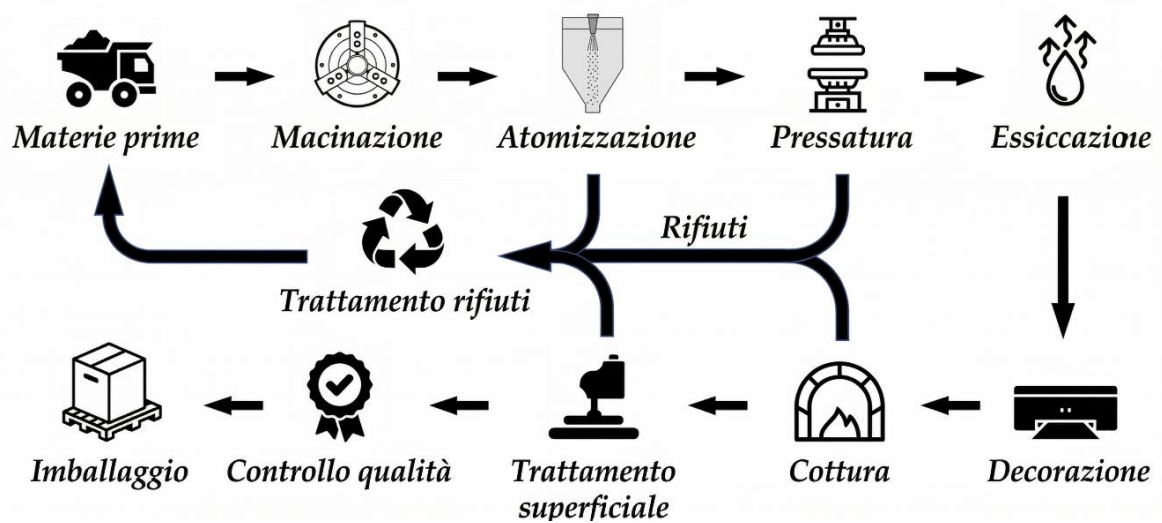 Materie prime
Macinazione
Atomizzazione
Pressatura
Essiccazione
Rifiuti
Trattamento rifiuti
Imballaggio
Controllo qualità
Trattamento
superficiale
Cottura
Decorazione